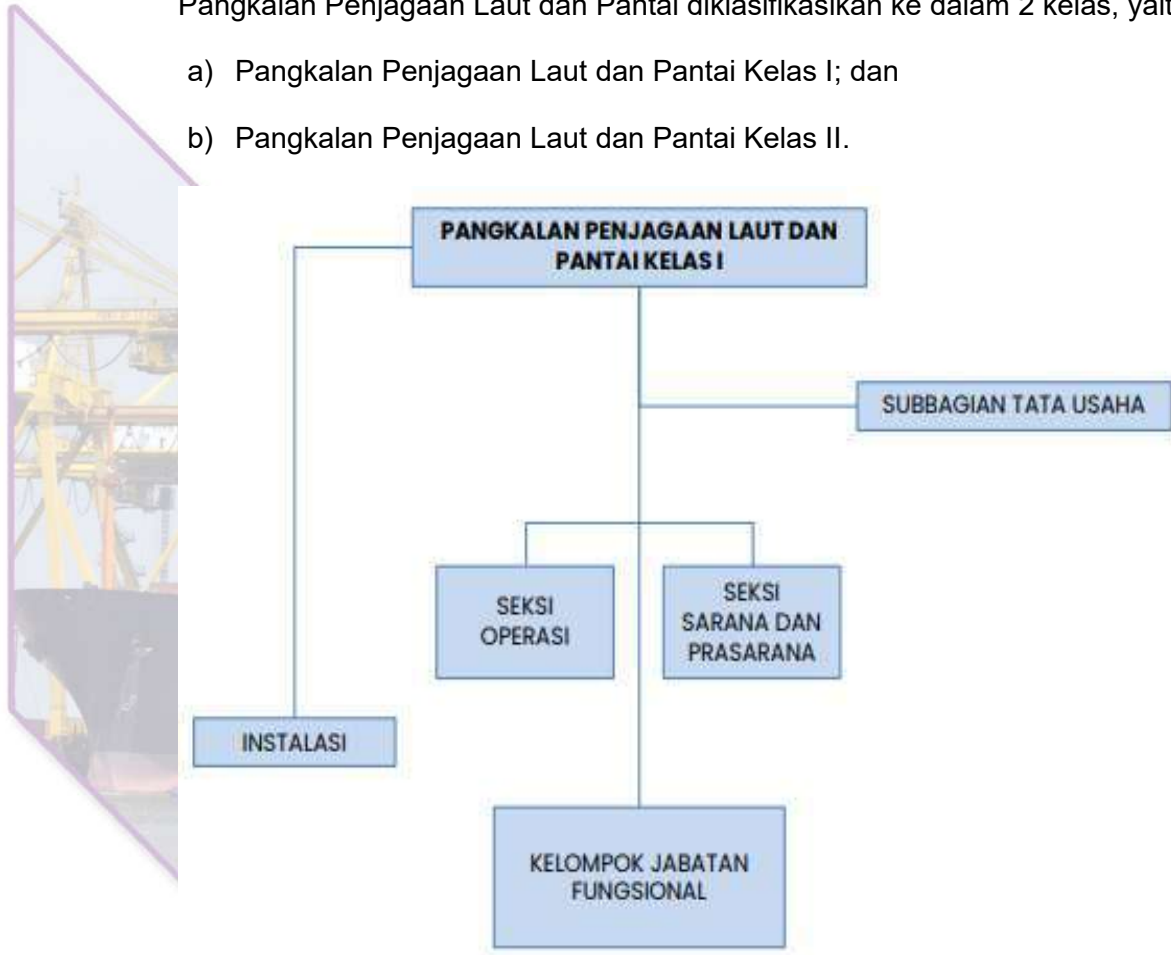 Pangkalan Penjagaan Laut dan Pantai diklasifikasikan ke dalam 2 kelas,
a) Pangkalan Penjagaan Laut dan Pantai Kelas I; dan
b) Pangkalan Penjagaan Laut dan Pantai Kelas II.
PANGKALAN PENJAGAAN LAUT DAN
PANTAI KELAS I
SUBBAGIAN TATA USAHA
SEKSI
OPERASI
SEKSI
SARANA DAN
PRASARANA
INSTALASI
KELOMPOK JABATAN
FUNGSIONAL